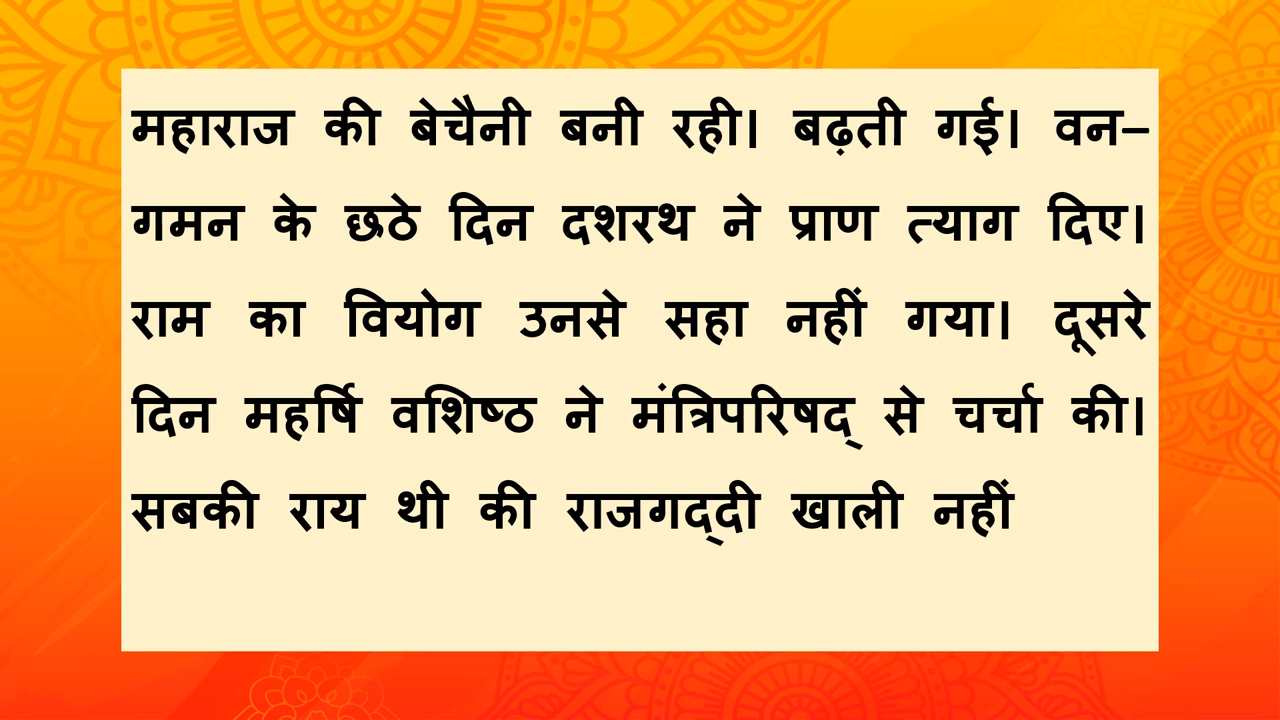 महाराज की बेचैनी बनी रही। बढ़ती गई। वन–
गमन के छठे दिन दशरथ ने प्राण त्याग दिए।
राम का वियोग उनसे सहा नहीं गया। दूसरे
दिन महर्षि वशिष्ठ ने मंत्रिपरिषद् से चर्चा की।
सबकी राय थी की राजगद्‌दी खाली नहीं